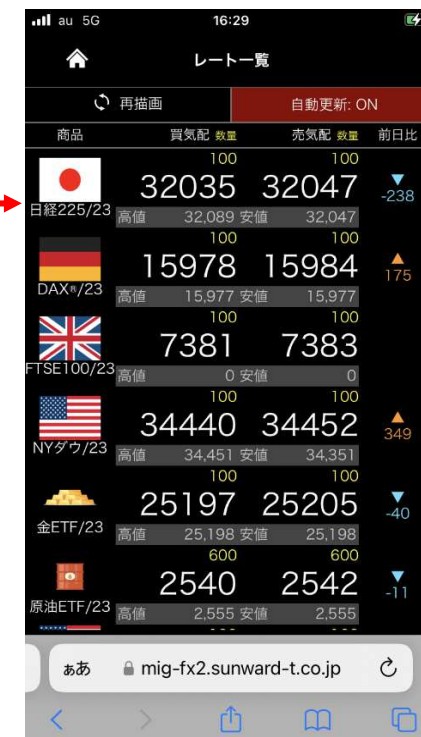 au 5G 16:29
レート一覧
再描画 自動更新: ON
商品 買気配 数量 売気配 数量 前日比
100 100
32035 32047
-238
日経225/23
高値 32,089 安値 32,047
100 100
15978 15984
175
DAX®/23
高値 15,977 安値 15,977
100 100
7381 7383
FTSE100/23
高値 0 安値 0
100 100
34440 34452
349
NYダウ/23
高値 34,451 安値 34,351
100 100
25197 25205
-40
金ETF/23
高値 25,198 安値 25,198
600 600
2540 2542
-11
原油ETF/23
高値 2,555 安値 2,555
ぁあ mig-fx2.sunward-t.co.jp